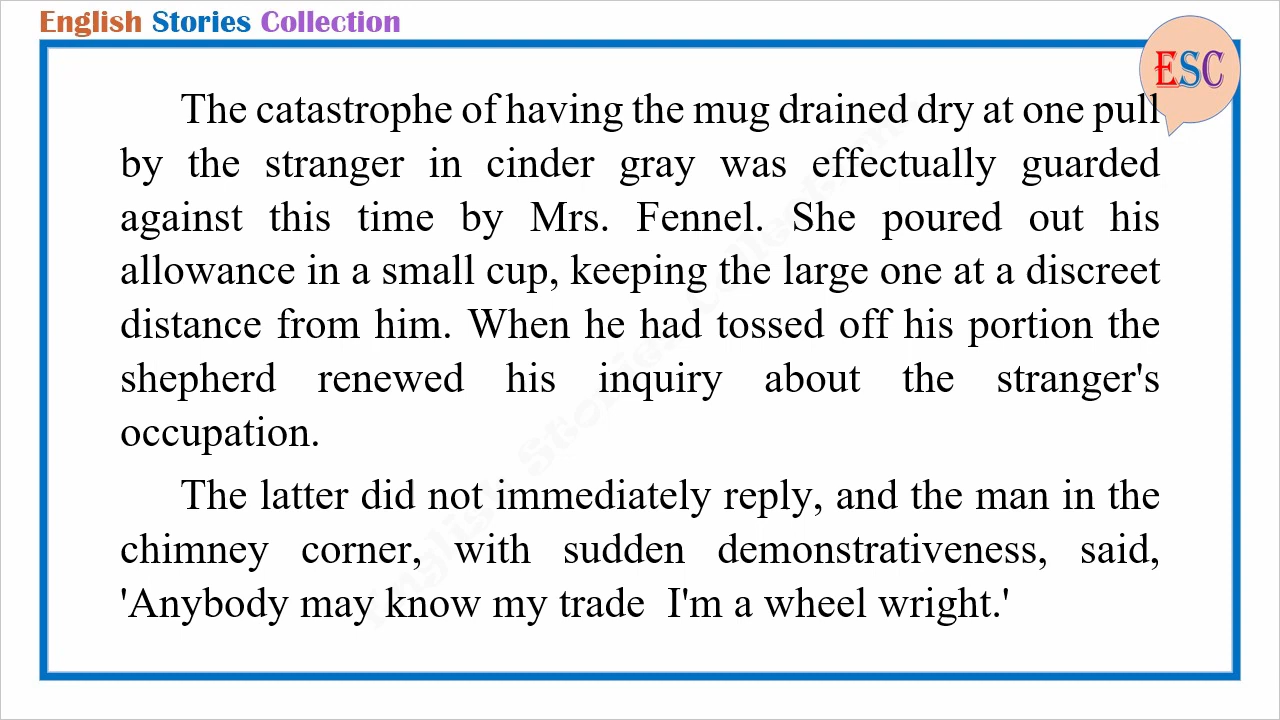 English Stories Collection
ESC
The catastrophe of having the mug drained dry at one pull
by the stranger in cinder gray was effectually guarded
against this time by Mrs. Fennel. She poured out his
allowance in a small cup, keeping the large one at a discreet
distance from him. When he had tossed off his portion the
shepherd renewed his inquiry about the stranger's
occupation.
The latter did not immediately reply, and the man in the
chimney corner, with sudden demonstrativeness, said,
'Anybody may know my trade  I'm a wheel wright.'
English Stories Collection